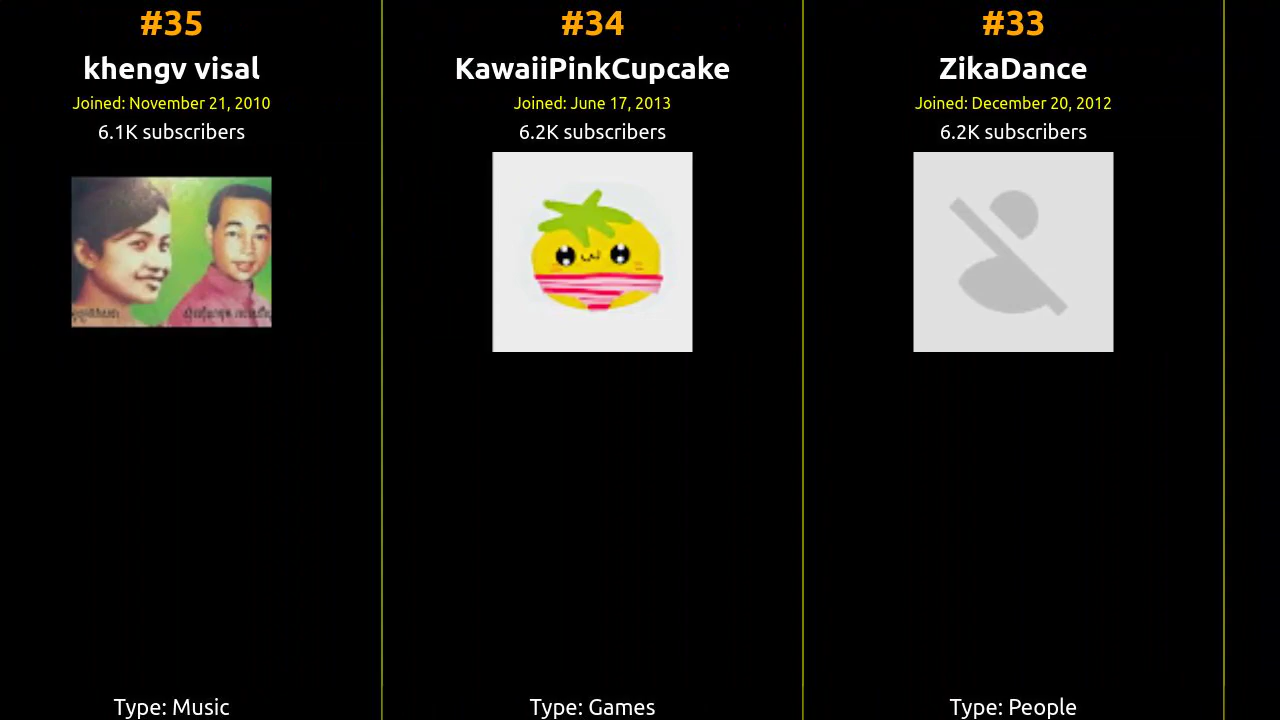 #35
khengv visal
Joined: November 21, 2010
6.1K subscribers
Type: Music
#34
KawaiiPinkCupcake
Joined: June 17, 2013
6.2K subscribers
Type: Games
#33
ZikaDance
Joined: December 20, 2012
6.2K subscribers
Type: People